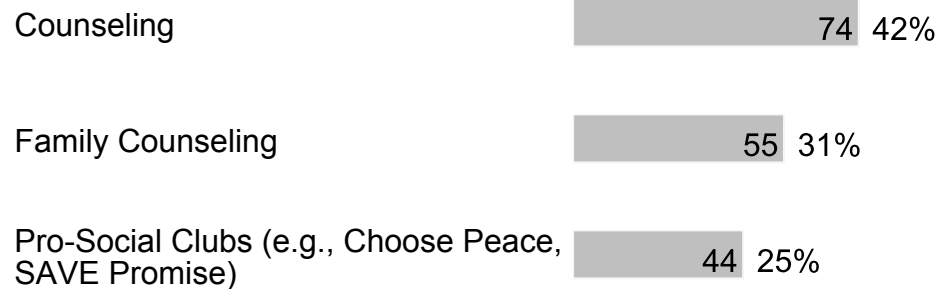 Counseling 74 42%
Family Counseling 55 31%
Pro-Social Clubs (e.g., Choose Peace,
SAVE Promise) 44 25%